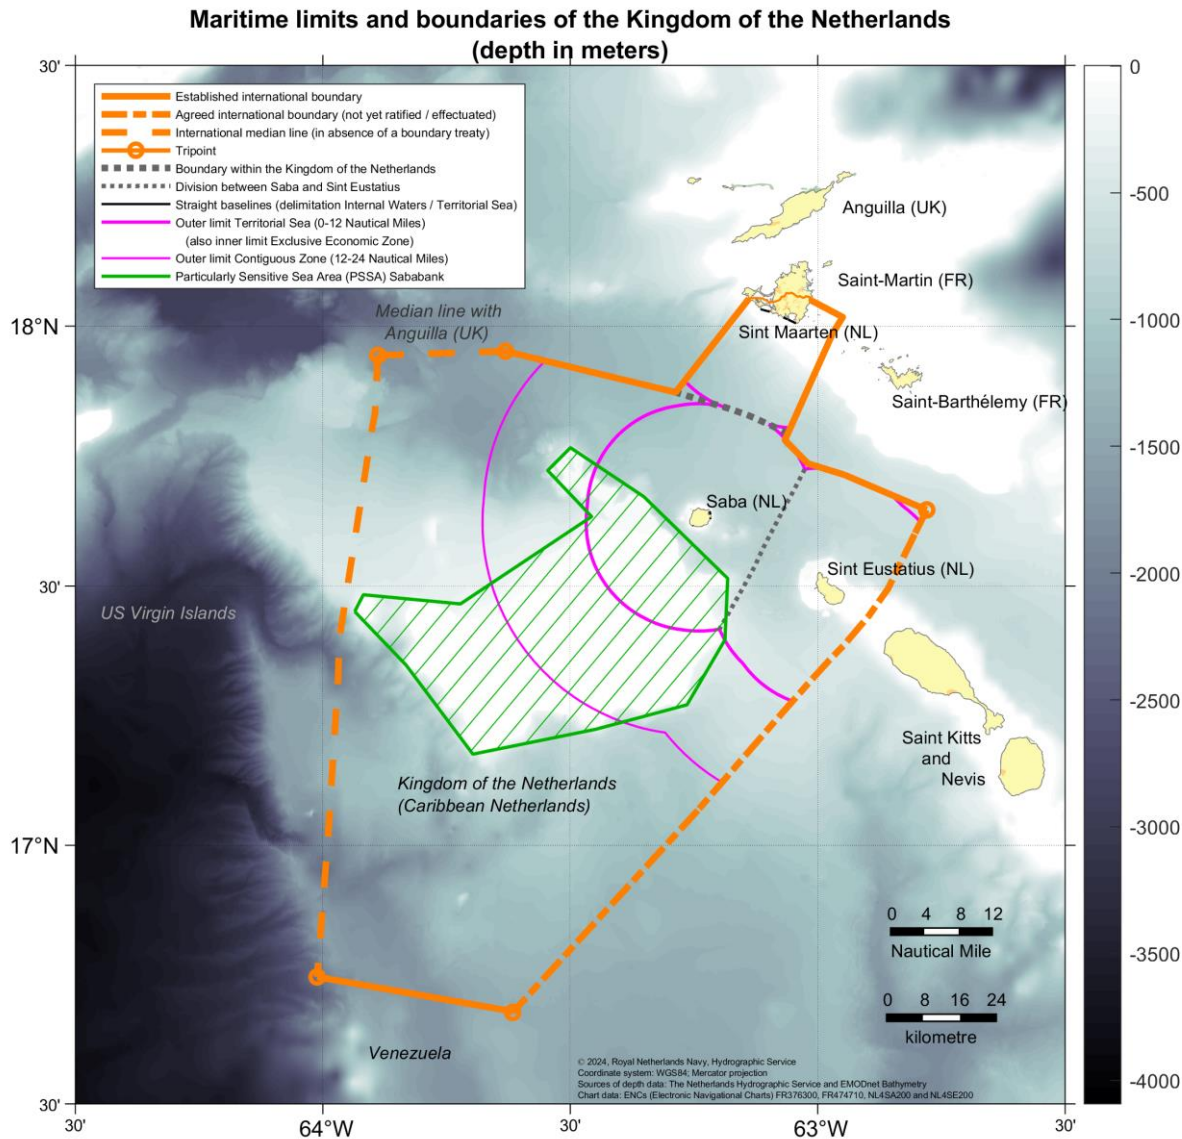 Maritime limits and boundaries of the Kingdom of the Netherlands
(depth in meters)
30'
Established international boundary
Agreed international boundary (not yet ratified / effectuated)
International median line (in absence of a boundary treaty)
Tripoint
Boundary within the Kingdom of the Netherlands
Division between Saba and Sint Eustatius
Straight baselines (delimitation Internal Waters / Territorial Sea)
Outer limit Territorial Sea (0-12 Nautical Miles)
(also inner limit Exclusive Economic Zone)
Outer limit Contiguous Zone (12-24 Nautical Miles)
Particularly Sensitive Sea Area (PSSA) Sababank
Anguilla (UK)
Saint-Martin (FR)
Median line with
Anguilla (UK)
18°N
Sint Maarten (NL)
Saint-Barthélemy (FR)
Saba (NL)
Sint Eustatius (NL)
30'
US Virgin Islands
Saint Kitts
and
Nevis
Kingdom of the Netherlands
(Caribbean Netherlands)
17°N
0 4 8 12
Nautical Mile
0 8 16 24
kilometre
Venezuela
© 2024, Royal Netherlands Navy, Hydrographic Service
Coordinate system: WGS84; Mercator projection
Sources of depth data: The Netherlands Hydrographic Service and EMODnet Bathymetry
Chart data: ENCs (Electronic Navigational Charts) FR376300, FR474710, NL4SA200 and NL4SE200
30'
30'
64°W
30'
63°W
30'
0
-500
-1000
-1500
-2000
-2500
-3000
-3500
-4000